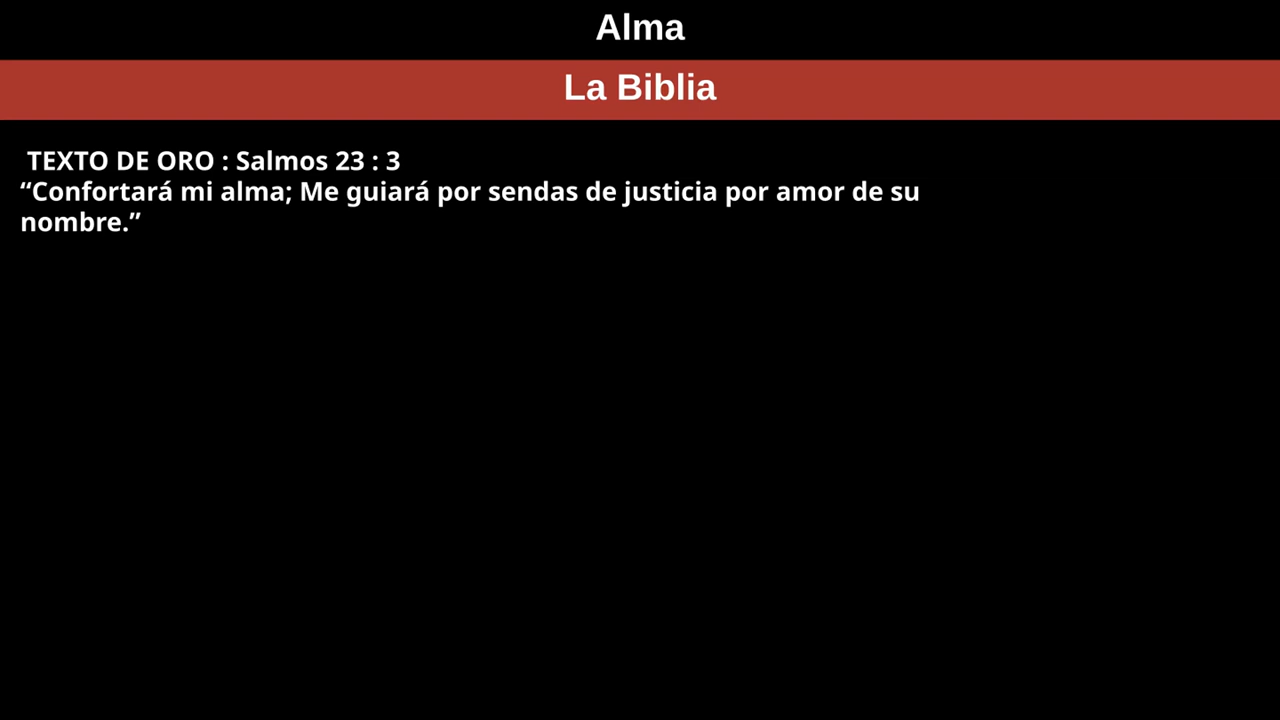 Alma
La Biblia
TEXTO DE ORO : Salmos 23 : 3
“Confortará mi alma; Me guiará por sendas de justicia por amor de su
nombre.”